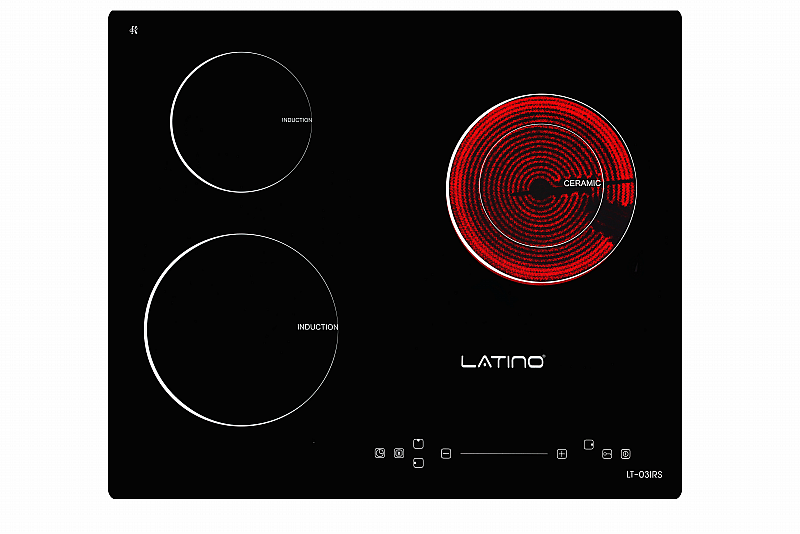 INDUCTION
CERAMIC
INDUCTION
LATINO®
LT-03IRS